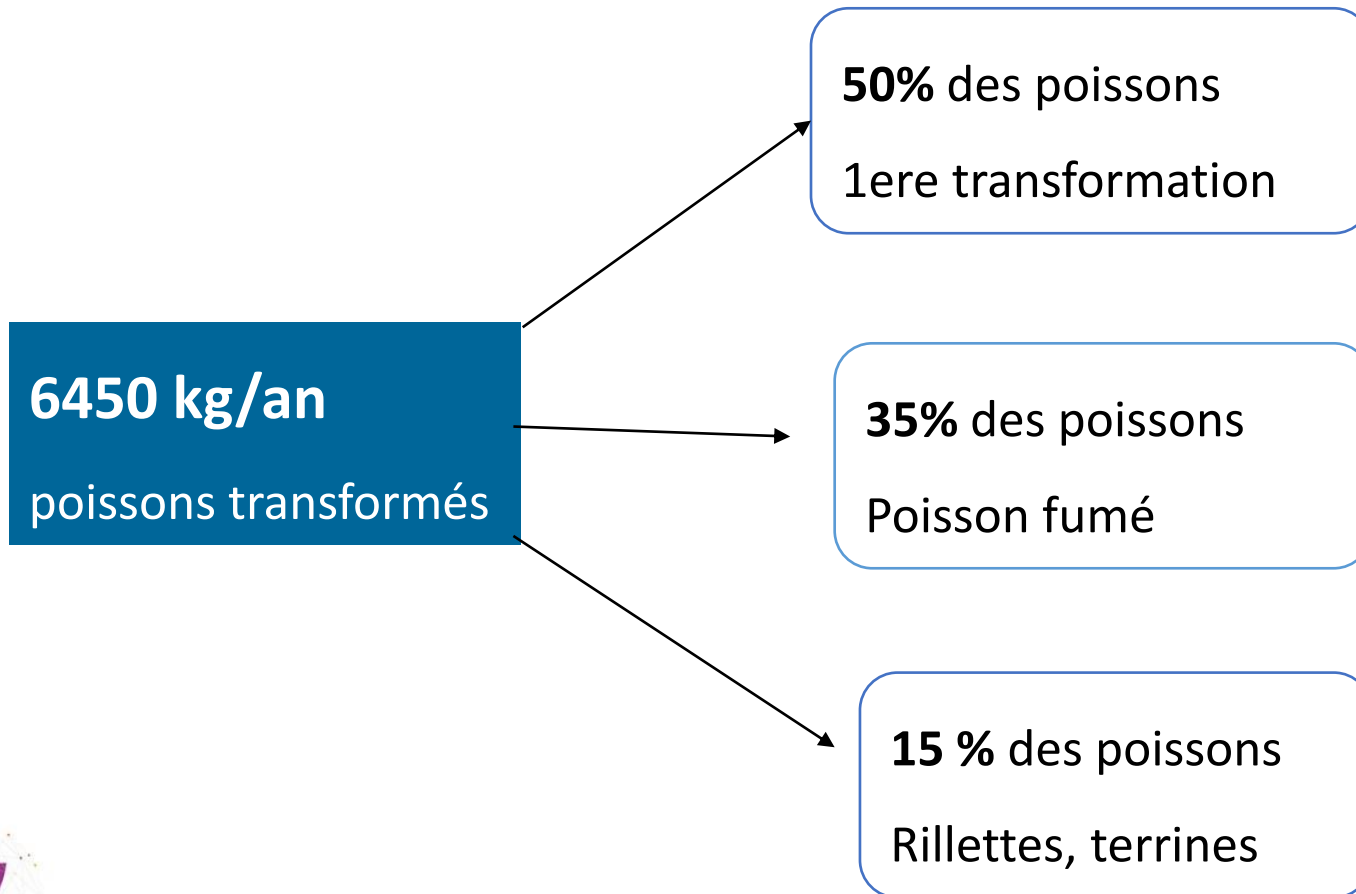 50% des poissons
1ere transformation
6450 kg/an
poissons transformés
35% des poissons
Poisson fumé
15 % des poissons
Rillettes, terrines